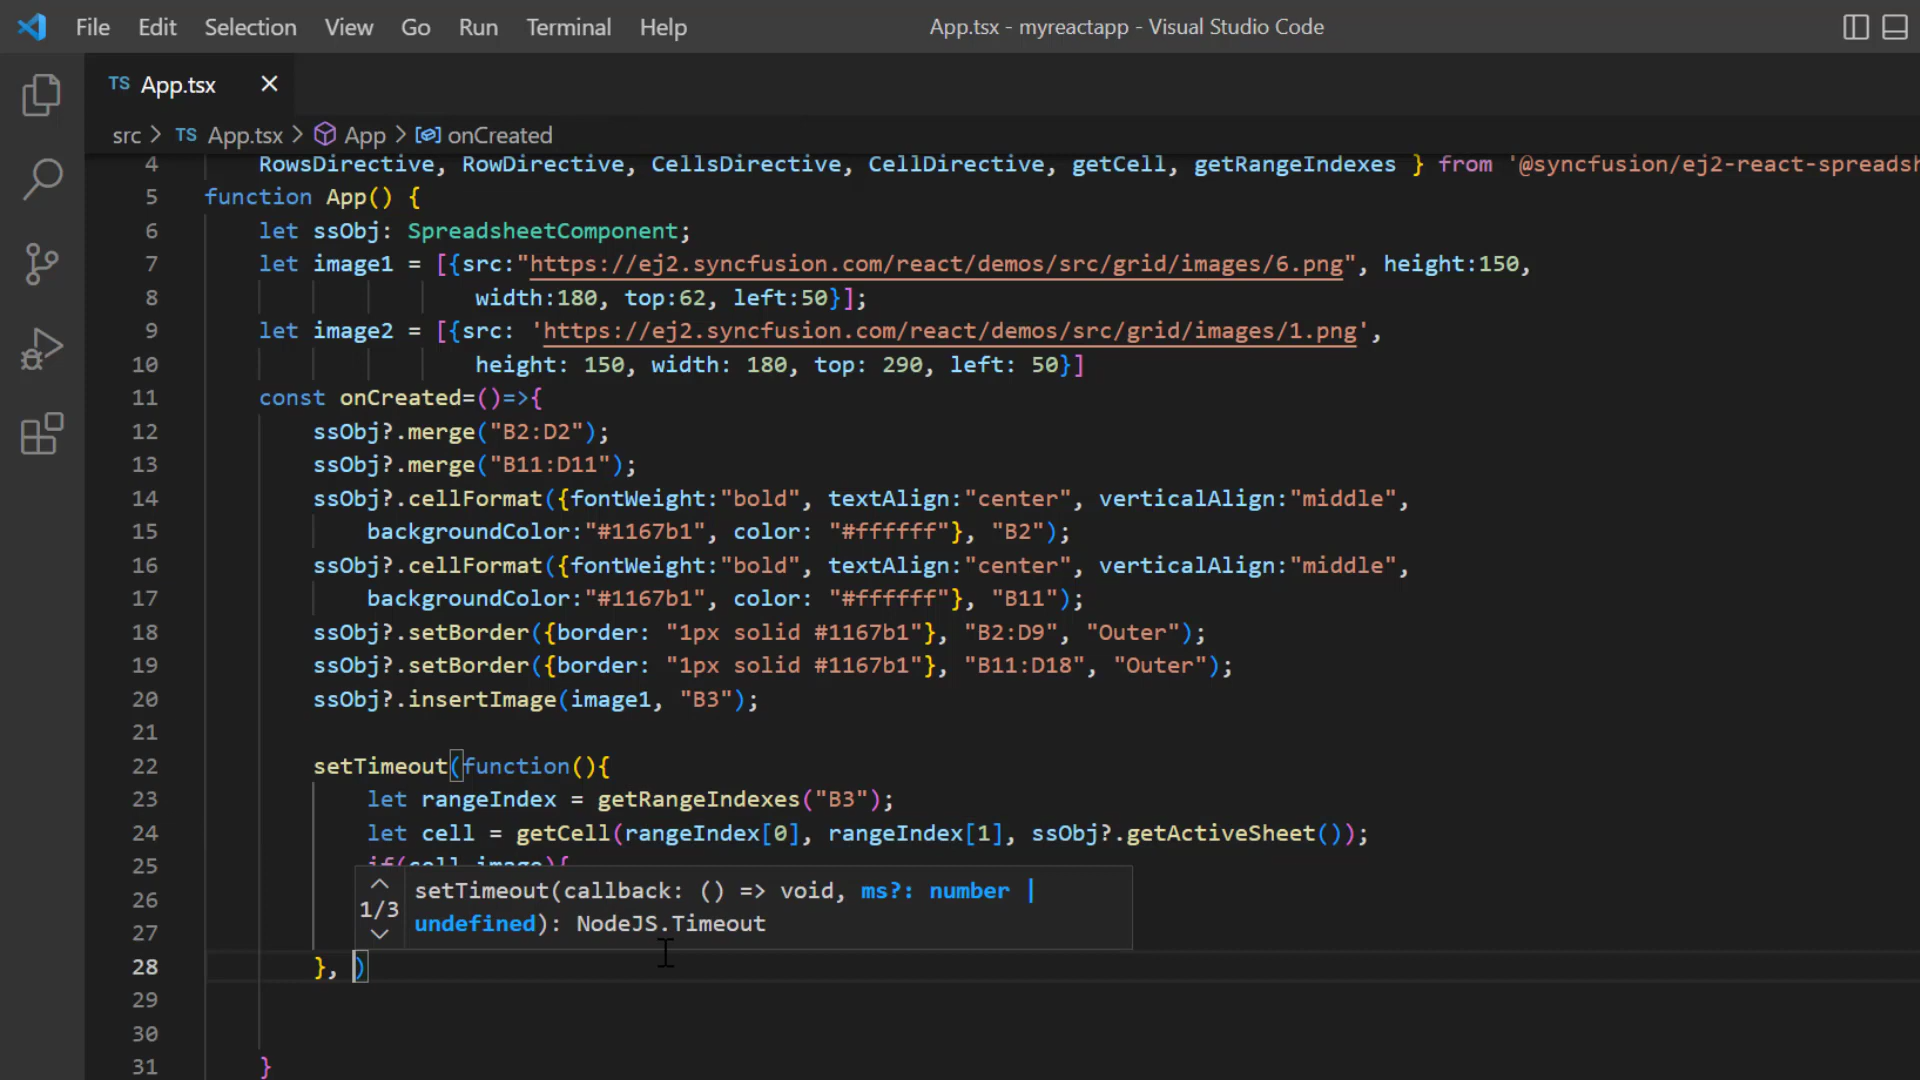 File Edit Selection View Go Run Terminal Help App.tsx - myreactapp - Visual Studio Code
TS App.tsx
src > TS App.tsx > App > onCreated
4 RowsDirective, RowDirective, CellsDirective, CellDirective, getCell, getRangeIndexes } from '@syncfusion/ej2-react-spreadsh
5 function App() {
6 let ssObj: SpreadsheetComponent;
7 let image1 = [{src:"https://ej2.syncfusion.com/react/demos/src/grid/images/6.png", height:150,
8 width:180, top:62, left:50}];
9 let image2 = [{src: 'https://ej2.syncfusion.com/react/demos/src/grid/images/1.png',
10 height: 150, width: 180, top: 290, left: 50}]
11 const onCreated=()=>{
12 ssObj?.merge("B2:D2");
13 ssObj?.merge("B11:D11");
14 ssObj?.cellFormat({fontWeight:"bold", textAlign:"center", verticalAlign:"middle",
15 backgroundColor:"#1167b1", color: "#ffffff"}, "B2");
16 ssObj?.cellFormat({fontWeight:"bold", textAlign:"center", verticalAlign:"middle",
17 backgroundColor:"#1167b1", color: "#ffffff"}, "B11");
18 ssObj?.setBorder({border: "1px solid #1167b1"}, "B2:D9", "Outer");
19 ssObj?.setBorder({border: "1px solid #1167b1"}, "B11:D18", "Outer");
20 ssObj?.insertImage(image1, "B3");
21
22 setTimeout(function(){
23 let rangeIndex = getRangeIndexes("B3");
24 let cell = getCell(rangeIndex[0], rangeIndex[1], ssObj?.getActiveSheet());
25 if(cell.image){
26 1/3 setTimeout(callback: () => void, ms?: number |
27 undefined): NodeJS.Timeout
28 }, )
29
30
31 }